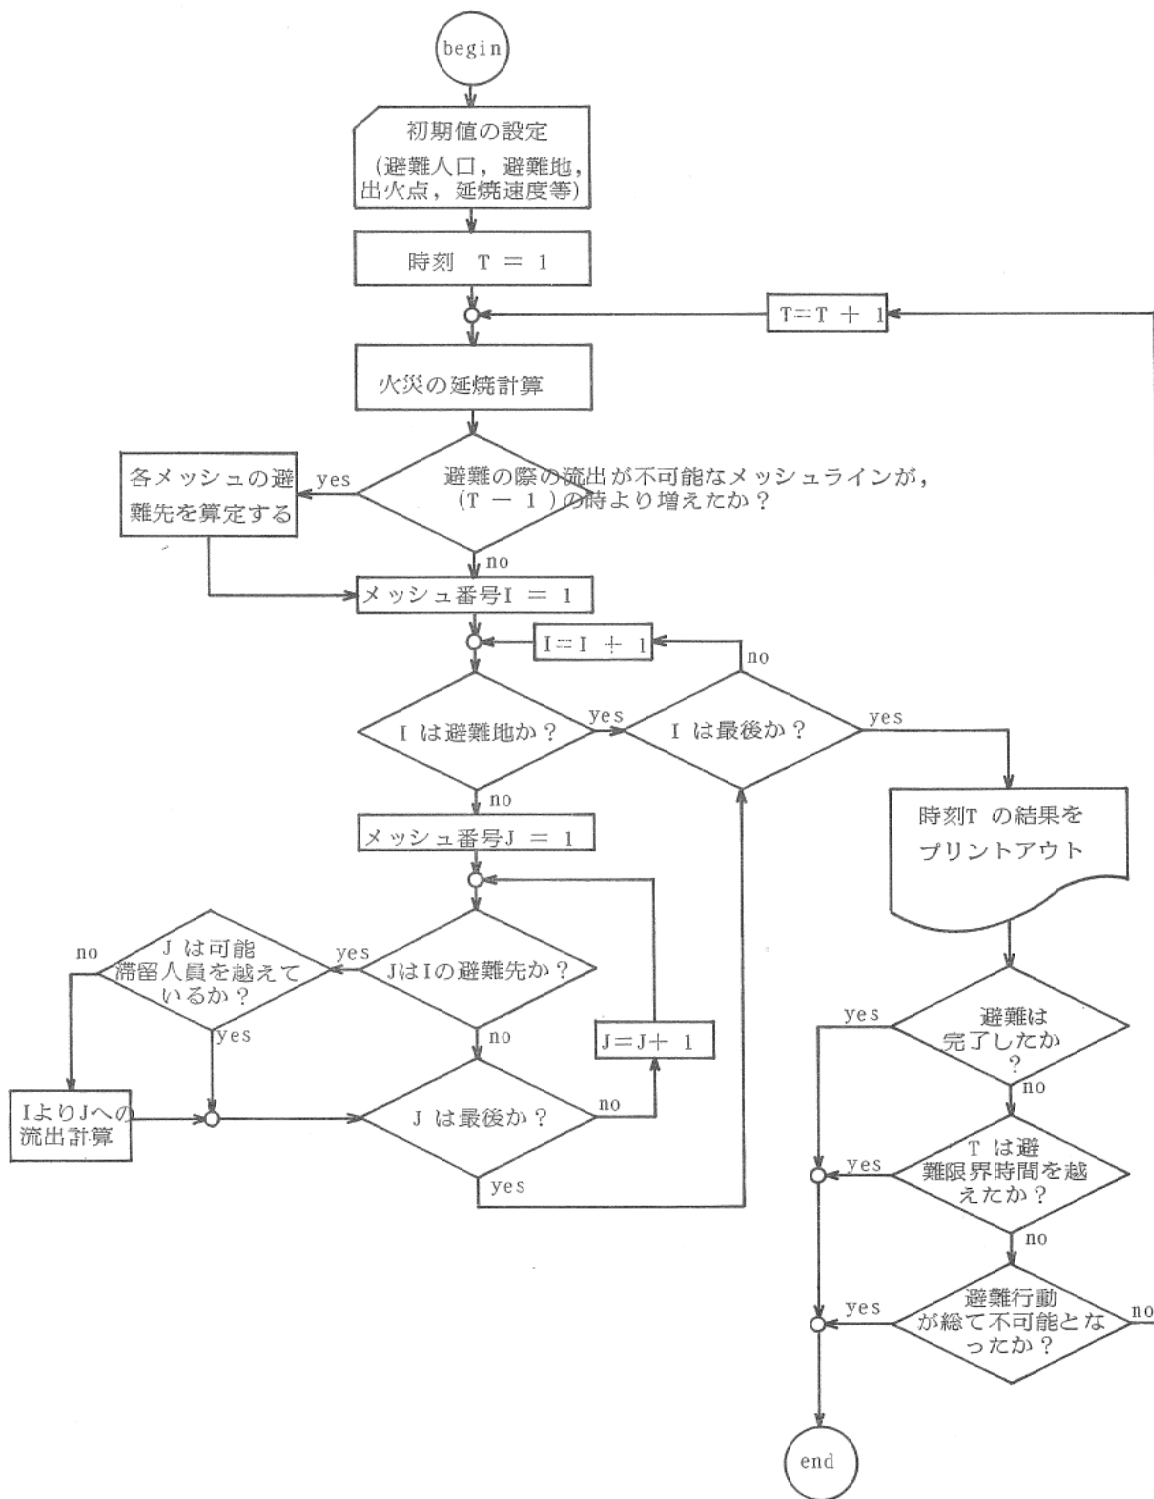 begin
初期値の設定
(避難人口，避難地，
出火点，延焼速度等)
時刻 T = 1
T=T + 1
火災の延焼計算
避難の際の流出が不可能なメッシュラインが，
(T - 1 )の時より増えたか？
yes
各メッシュの避
難先を算定する
no
メッシュ番号I = 1
I=I + 1
no
I は避難地か？
yes
I は最後か？
yes
no
メッシュ番号J = 1
時刻T の結果を
プリントアウト
J は可能
滞留人員を越えて
いるか？
no
yes
JはIの避難先か？
yes
no
J=J+ 1
IよりJへの
流出計算
J は最後か？
no
yes
避難は
完了したか
？
yes
no
T は避
難限界時間を越
えたか？
yes
no
避難行動
が総て不可能とな
ったか？
yes
no
end